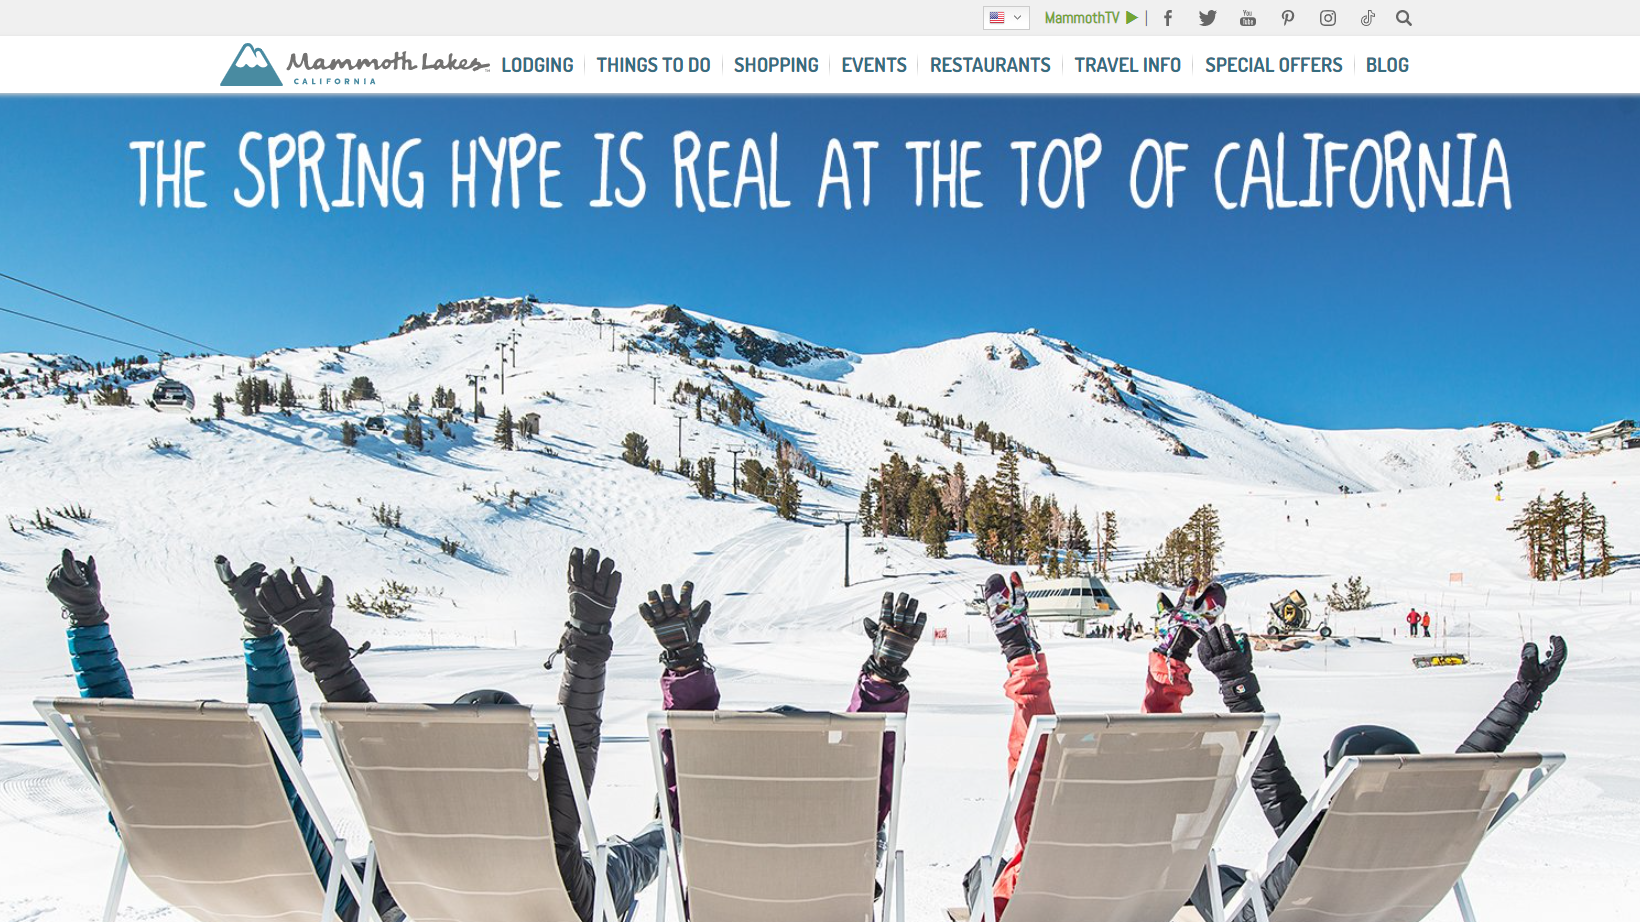 MammothTV
Mammoth Lakes
CALIFORNIA
LODGING THINGS TO DO SHOPPING EVENTS RESTAURANTS TRAVEL INFO SPECIAL OFFERS BLOG
THE SPRING HYPE IS REAL AT THE TOP OF CALIFORNIA